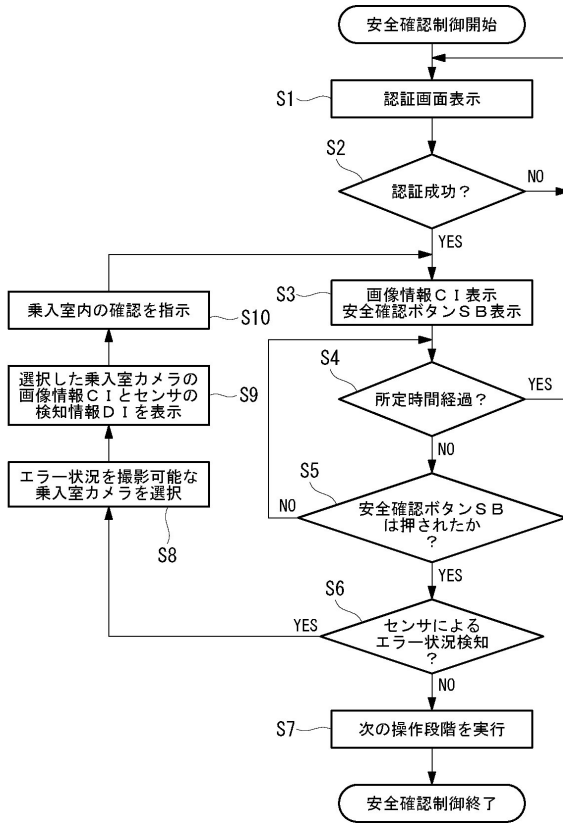 安全確認制御開始
S1
認証画面表示
S2
認証成功？
NO
YES
S3
画像情報ＣＩ表示
安全確認ボタンＳＢ表示
S4
所定時間経過？
YES
NO
S5
安全確認ボタンＳＢ
は押されたか
？
NO
YES
S6
センサによる
エラー状況検知
？
YES
NO
S7
次の操作段階を実行
安全確認制御終了
エラー状況を撮影可能な
乗入室カメラを選択
S8
選択した乗入室カメラの
画像情報ＣＩとセンサの
検知情報ＤＩを表示
S9
乗入室内の確認を指示
S10